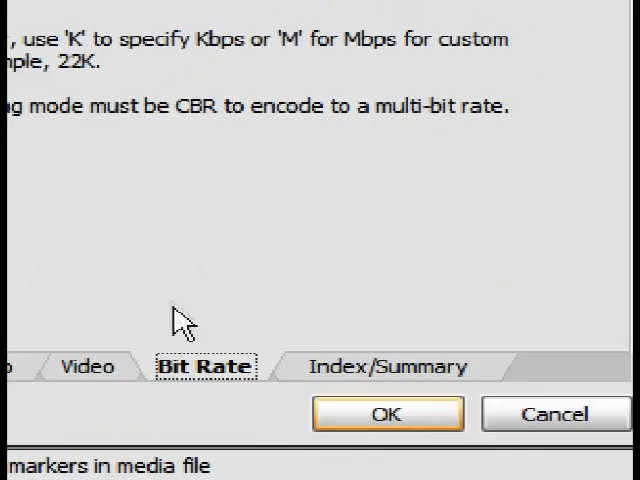 , use 'K' to specify Kbps or 'M' for Mbps for custom
mple, 22K.
ng mode must be CBR to encode to a multi-bit rate.
o Video Bit Rate Index/Summary
OK Cancel
markers in media file